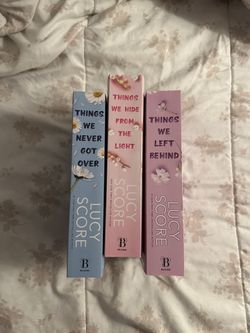 THINGS
WE
NEVER
GOT
OVER
LUCY
SCORE
B
THINGS
WE HIDE
FROM
THE
LIGHT
LUCY
SCORE
B
THINGS
WE
LEFT
BEHIND
LUCY
SCORE
B